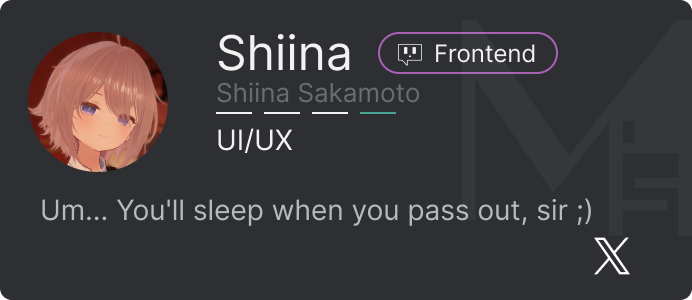 Shiina
Frontend
Shiina Sakamoto
UI/UX
Um... You'll sleep when you pass out, sir ;)